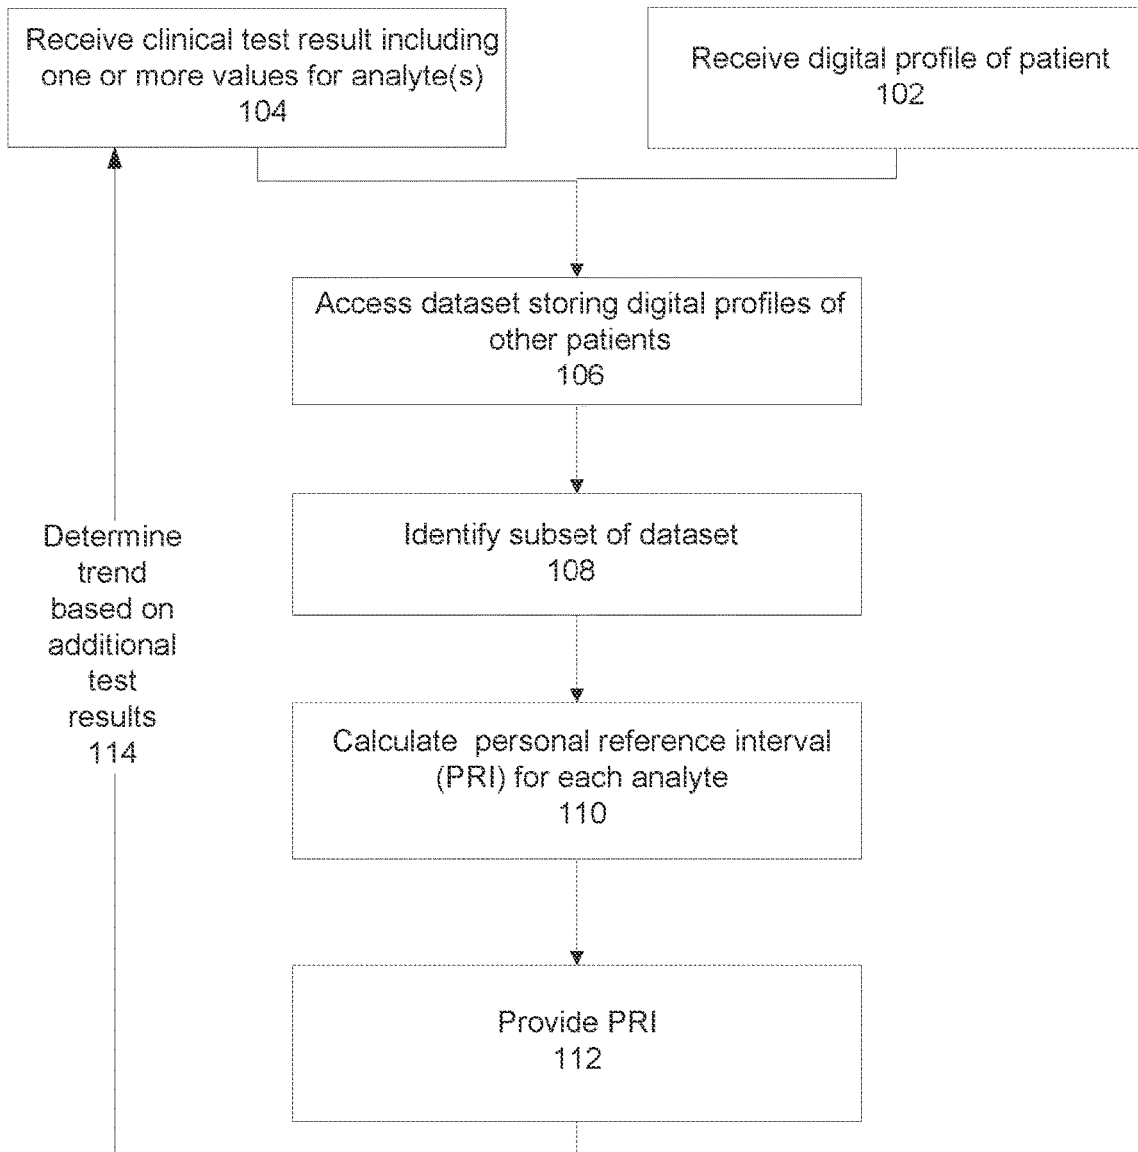 Receive clinical test result including
one or more values for analyte(s)
104
Receive digital profile of patient
102
Access dataset storing digital profiles of
other patients
106
Identify subset of dataset
108
Determine
trend
based on
additional
test
results
114
Calculate personal reference interval
(PRI) for each analyte
110
Provide PRI
112